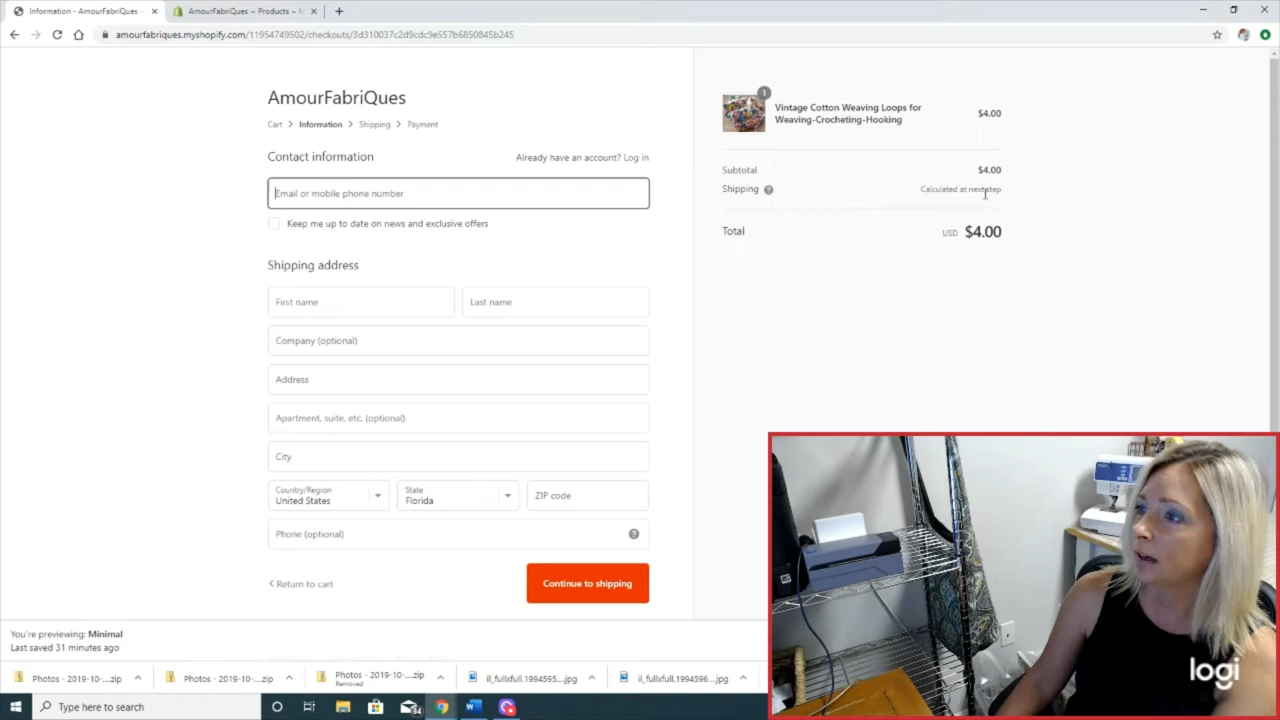 Information - AmourFabriQues -
AmourFabriQues ~ Products ~
amourfabriques.myshopify.com/11954749502/checkouts/3d310037c2d9cdc9e557b6850845b245
AmourFabriQues
Cart > Information > Shipping > Payment
Contact information
Already have an account? Log in
Email or mobile phone number
Keep me up to date on news and exclusive offers
Shipping address
First name
Last name
Company (optional)
Address
Apartment, suite, etc. (optional)
City
Country/Region
United States
State
Florida
ZIP code
Phone (optional)
< Return to cart
Continue to shipping
1
Vintage Cotton Weaving Loops for
Weaving-Crocheting-Hooking
$4.00
Subtotal
$4.00
Shipping
Calculated at next step
Total
USD $4.00
You're previewing: Minimal
Last saved 31 minutes ago
Photos - 2019-10-....zip
Photos - 2019-10-....zip
Photos - 2019-10-....zip
Removed
il_fullxfull.1994595....jpg
il_fullxfull.1994596....jpg
Type here to search
logi